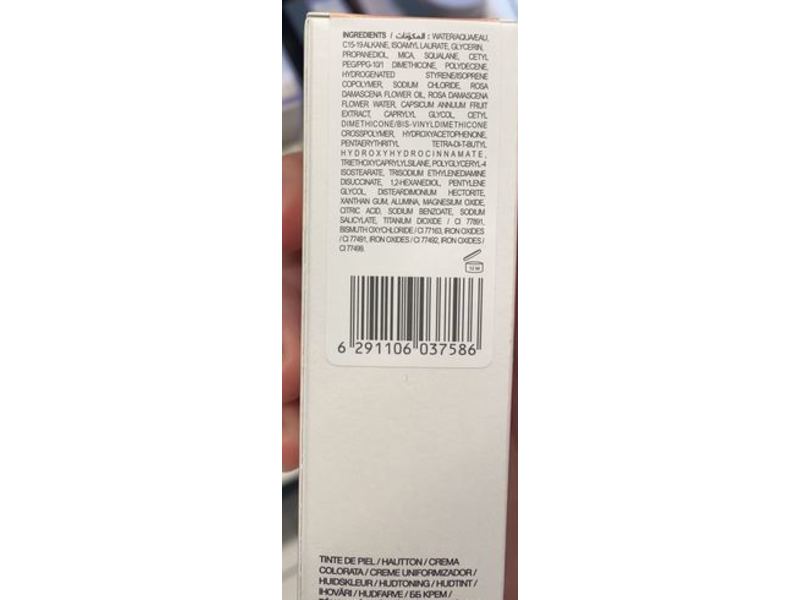 INGREDIENTS / المكونات : WATER/AQUA/EAU,
C15-19 ALKANE, ISOAMYL LAURATE, GLYCERIN,
PROPANEDIOL, MICA, SQUALANE, CETYL
PEG/PPG-10/1 DIMETHICONE, POLYDECENE,
HYDROGENATED STYRENE/ISOPRENE
COPOLYMER, SODIUM CHLORIDE, ROSA
DAMASCENA FLOWER OIL, ROSA DAMASCENA
FLOWER WATER, CAPSICUM ANNUUM FRUIT
EXTRACT, CAPRYLYL GLYCOL, CETYL
DIMETHICONE/BIS-VINYLDIMETHICONE
CROSSPOLYMER, HYDROXYACETOPHENONE,
PENTAERYTHRITYL TETRA-DI-T-BUTYL
HYDROXYHYDROCINNAMATE,
TRIETHOXYCAPRYLYLSILANE, POLYGLYCERYL-4
ISOSTEARATE, TRISODIUM ETHYLENEDIAMINE
DISUCCINATE, 1,2-HEXANEDIOL, PENTYLENE
GLYCOL, DISTEARDIMONIUM HECTORITE,
XANTHAN GUM, ALUMINA, MAGNESIUM OXIDE,
CITRIC ACID, SODIUM BENZOATE, SODIUM
SALICYLATE, TITANIUM DIOXIDE / CI 77891,
BISMUTH OXYCHLORIDE / CI 77163, IRON OXIDES
/ CI 77491, IRON OXIDES / CI 77492, IRON OXIDES /
CI 77499.
12 M
6 291106 037586
TINTE DE PIEL / HAUTTON / CREMA
COLORATA / CREME UNIFORMIZADOR /
HUIDSKLEUR / HUDTONING / HUDTINT /
IHOVÄRI / HUDFARVE / ББ КРЕМ /